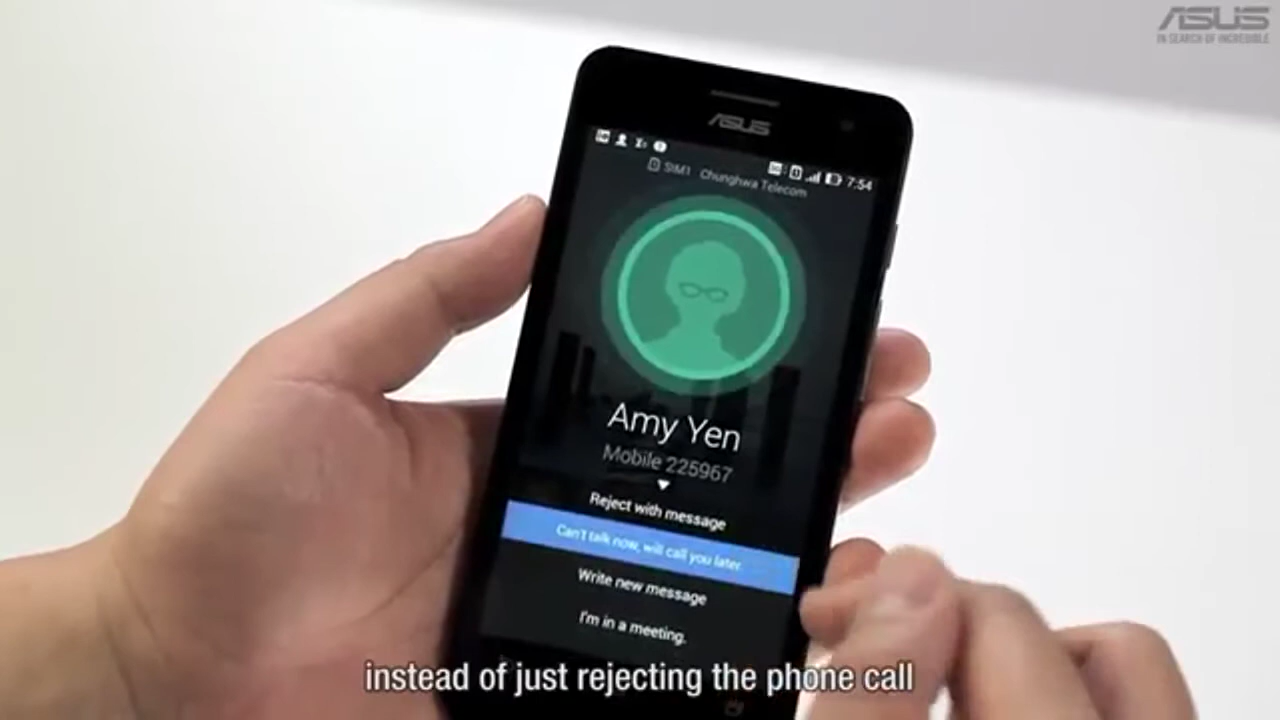 ASUS
IN SEARCH OF INCREDIBLE
ASUS
7:54
SIM1 Chunghwa Telecom
Amy Yen
Mobile 225967
Reject with message
Can't talk now, will call you later.
Write new message
I'm in a meeting.
instead of just rejecting the phone call